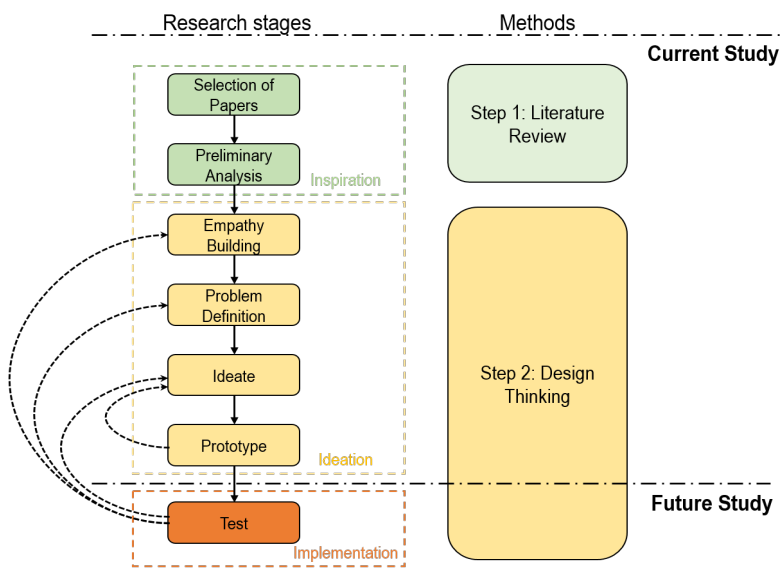 Research stages
Methods
Current Study
Selection of
Papers
Preliminary
Analysis
Inspiration
Step 1: Literature
Review
Empathy
Building
Problem
Definition
Ideate
Prototype
Ideation
Step 2: Design
Thinking
Future Study
Test
Implementation